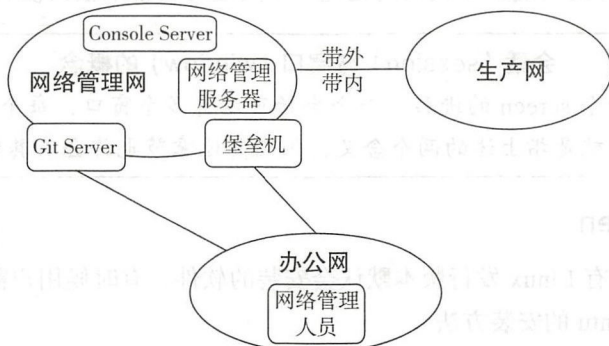 Console Server
网络管理网
网络管理
服务器
带外
带内
生产网
Git Server
堡垒机
办公网
网络管理
人员